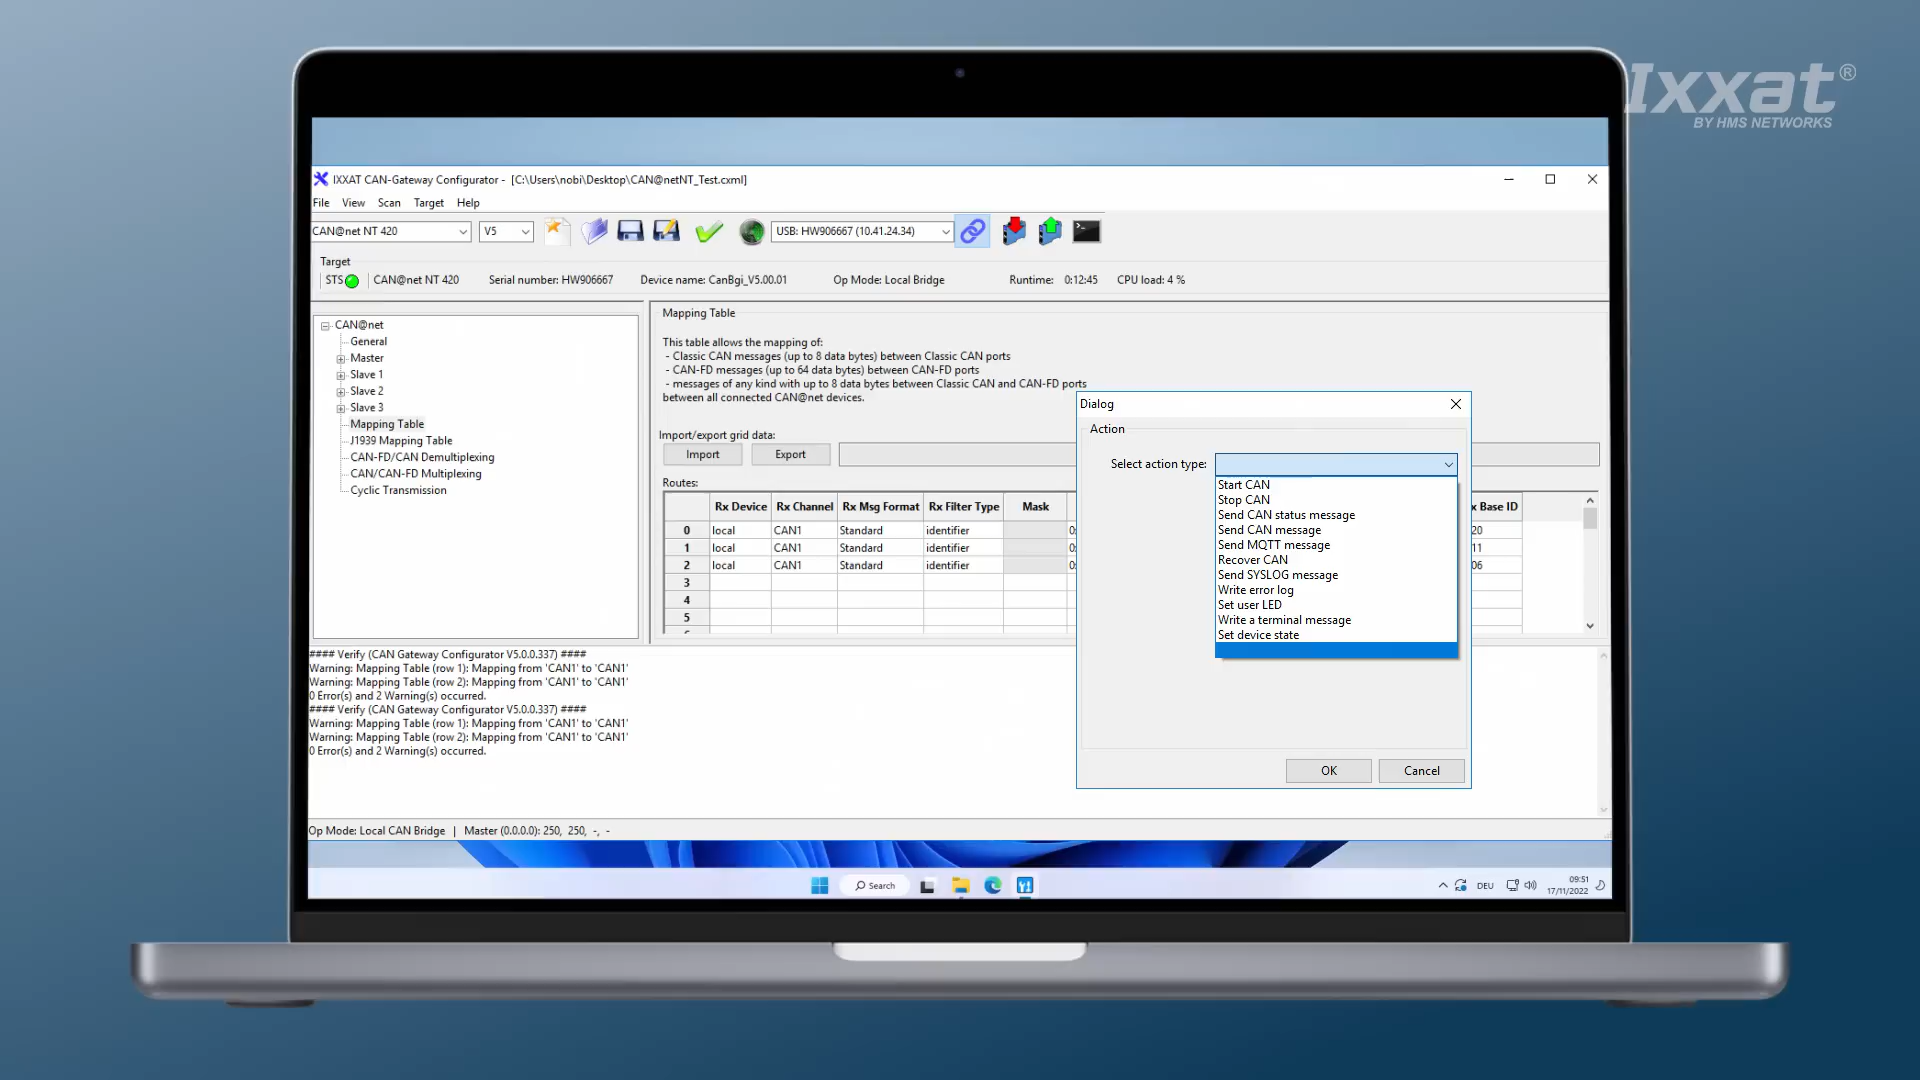 Ixxat®
BY HMS NETWORKS
IXXAT CAN-Gateway Configurator - [C:\Users\nobi\Desktop\CAN@netNT_Test.cxml]
File View Scan Target Help
CAN@net NT 420 V5 USB: HW906667 (10.41.24.34)
Target
STS CAN@net NT 420 Serial number: HW906667 Device name: CanBgi_V5.00.01 Op Mode: Local Bridge Runtime: 0:12:45 CPU load: 4 %
CAN@net
General
Master
Slave 1
Slave 2
Slave 3
Mapping Table
J1939 Mapping Table
CAN-FD/CAN Demultiplexing
CAN/CAN-FD Multiplexing
Cyclic Transmission
Mapping Table
This table allows the mapping of:
- Classic CAN messages (up to 8 data bytes) between Classic CAN ports
- CAN-FD messages (up to 64 data bytes) between CAN-FD ports
- messages of any kind with up to 8 data bytes between Classic CAN and CAN-FD ports
between all connected CAN@net devices.
Import/export grid data:
Import Export
Routes:
Rx Device Rx Channel Rx Msg Format Rx Filter Type Mask x Base ID
0 local CAN1 Standard identifier 0: 20
1 local CAN1 Standard identifier 0: 11
2 local CAN1 Standard identifier 0: 06
3
4
5
Dialog
Action
Select action type:
Start CAN
Stop CAN
Send CAN status message
Send CAN message
Send MQTT message
Recover CAN
Send SYSLOG message
Write error log
Set user LED
Write a terminal message
Set device state
OK Cancel
#### Verify (CAN Gateway Configurator V5.0.0.337) ####
Warning: Mapping Table (row 1): Mapping from 'CAN1' to 'CAN1'
Warning: Mapping Table (row 2): Mapping from 'CAN1' to 'CAN1'
0 Error(s) and 2 Warning(s) occurred.
#### Verify (CAN Gateway Configurator V5.0.0.337) ####
Warning: Mapping Table (row 1): Mapping from 'CAN1' to 'CAN1'
Warning: Mapping Table (row 2): Mapping from 'CAN1' to 'CAN1'
0 Error(s) and 2 Warning(s) occurred.
Op Mode: Local CAN Bridge | Master (0.0.0.0): 250, 250, -, -
Search
DEU
09:51
17/11/2022